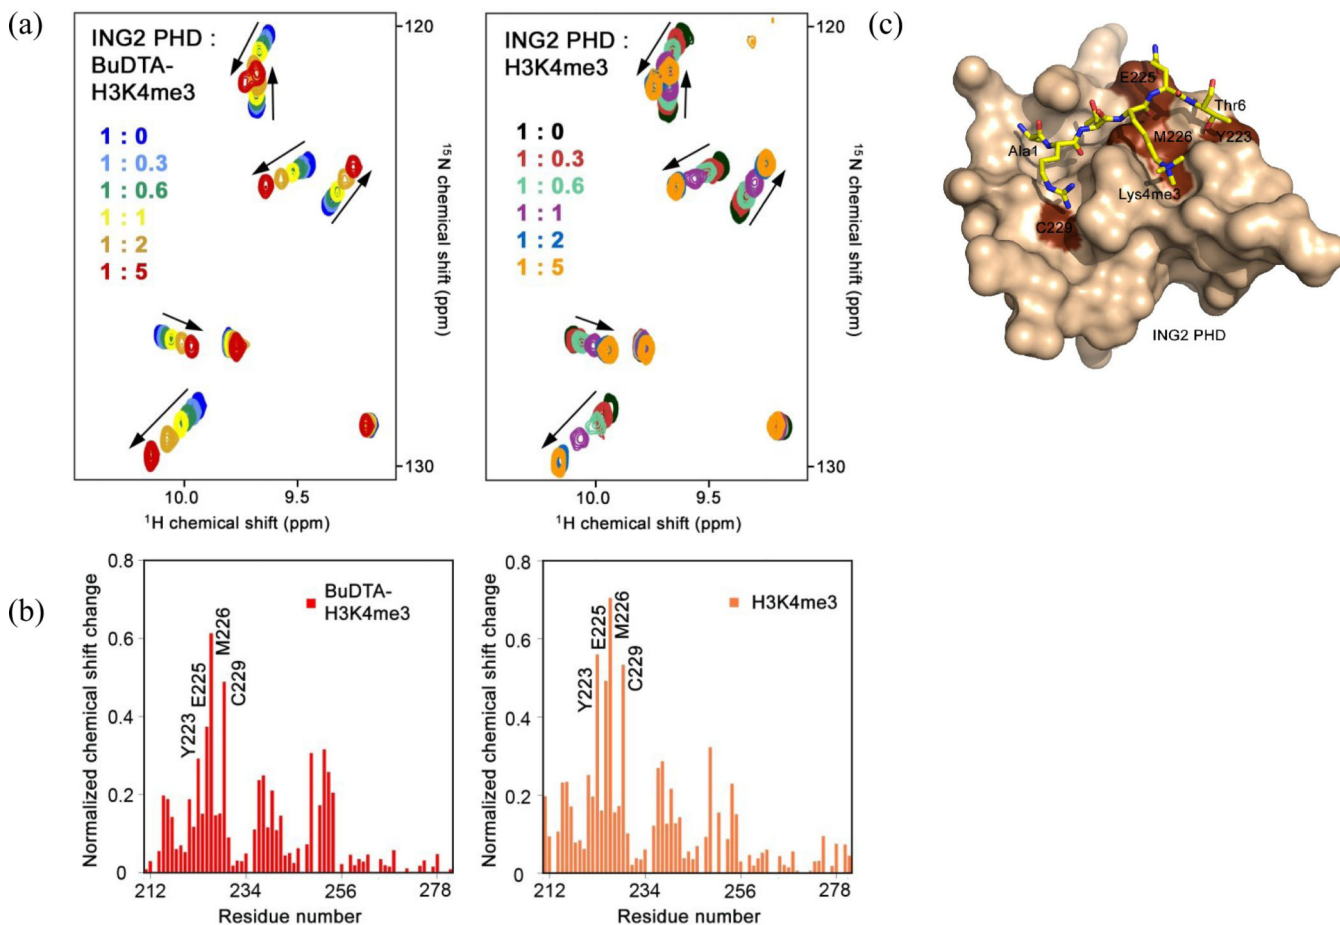 (a)
ING2 PHD :
BuDTA-
H3K4me3
1 : 0
1 : 0.3
1 : 0.6
1 : 1
1 : 2
1 : 5
120
130
¹⁵N chemical shift (ppm)
10.0
9.5
¹H chemical shift (ppm)
ING2 PHD :
H3K4me3
1 : 0
1 : 0.3
1 : 0.6
1 : 1
1 : 2
1 : 5
120
130
¹⁵N chemical shift (ppm)
10.0
9.5
¹H chemical shift (ppm)
(c)
E225
Thr6
M226
Y223
Ala1
Lys4me3
C229
ING2 PHD
(b)
Normalized chemical shift change
0.8
0.6
0.4
0.2
0
BuDTA-
H3K4me3
Y223
E225
M226
C229
212
234
256
278
Residue number
Normalized chemical shift change
0.8
0.6
0.4
0.2
0
H3K4me3
Y223
E225
M226
C229
212
234
256
278
Residue number